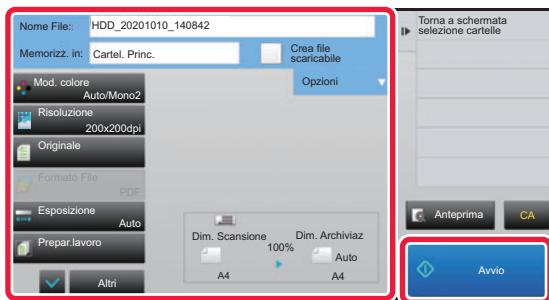 Nome File:
HDD_20201010_140842
Memorizz. in:
Cartel. Princ.
Crea file
scaricabile
Opzioni
Mod. colore
Auto/Mono2
Risoluzione
200x200dpi
Originale
Formato File
PDF
Esposizione
Auto
Prepar.lavoro
Altri
Dim. Scansione
100%
Dim. Archiviaz
Auto
A4
A4
Torna a schermata
selezione cartelle
Anteprima
CA
Avvio